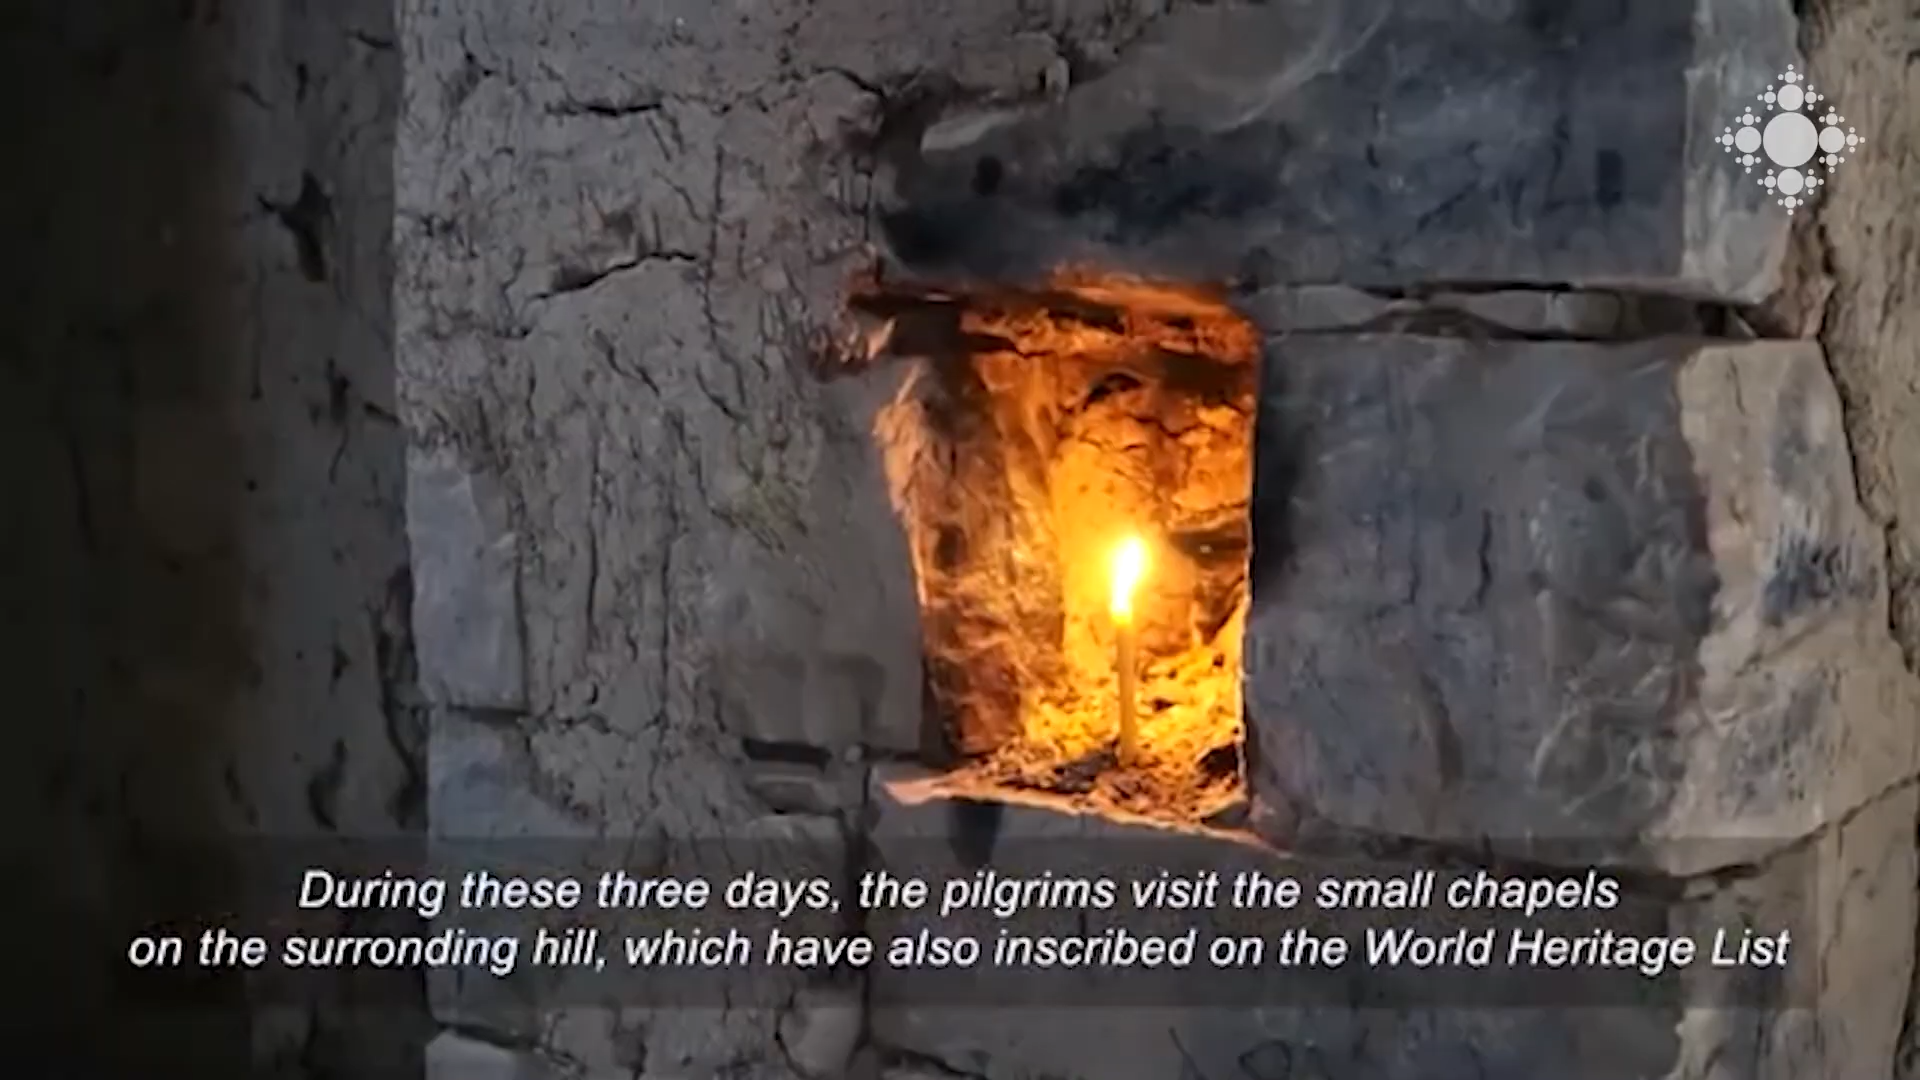 During these three days, the pilgrims visit the small chapels
on the surronding hill, which have also inscribed on the World Heritage List